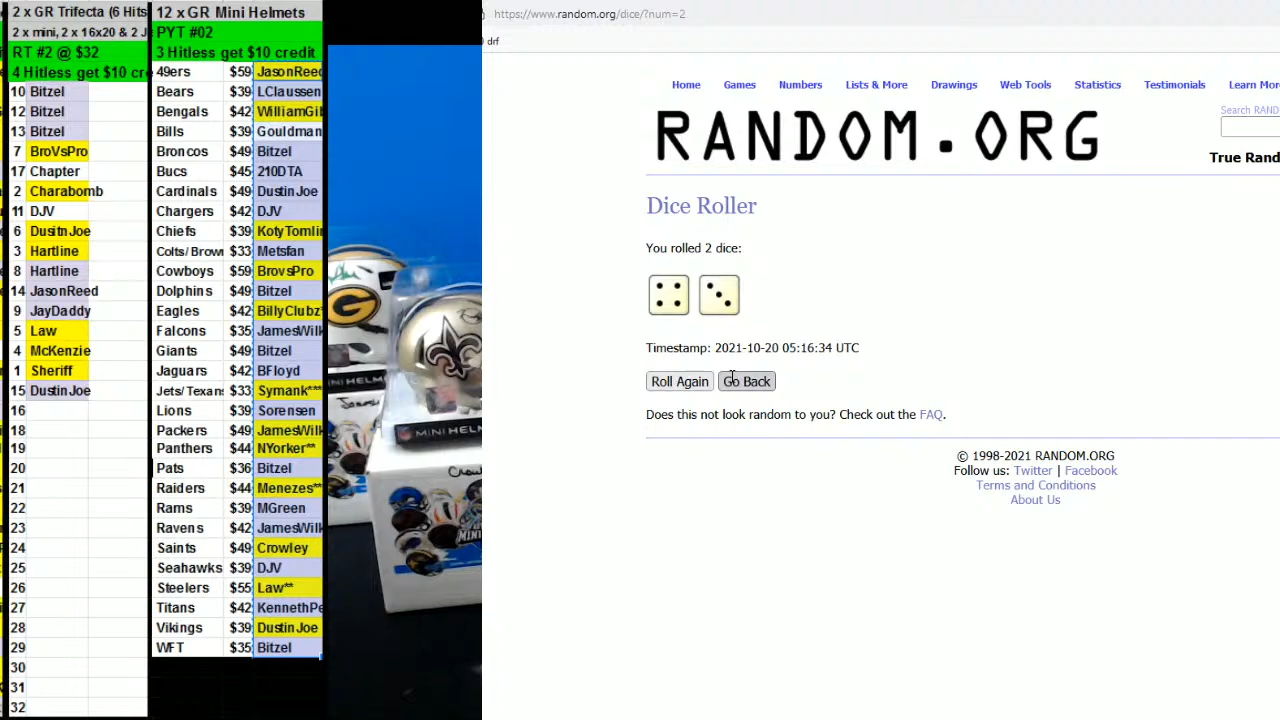 2 x GR Trifecta (6 Hits
2 x mini, 2 x 16x20 & 2 J
RT #2 @ $32
4 Hitless get $10 cre
10 Bitzel
12 Bitzel
13 Bitzel
7 BroVsPro
17 Chapter
2 Charabomb
11 DJV
6 DusitnJoe
3 Hartline
8 Hartline
14 JasonReed
9 JayDaddy
5 Law
4 McKenzie
1 Sheriff
15 DustinJoe
16
18
19
20
21
22
23
24
25
26
27
28
29
30
31
32
12 x GR Mini Helmets
PYT #02
3 Hitless get $10 credit
49ers $59 JasonReed
Bears $39 LClaussen
Bengals $42 WilliamGil
Bills $39 Gouldman
Broncos $49 Bitzel
Bucs $45 210DTA
Cardinals $49 DustinJoe
Chargers $42 DJV
Chiefs $39 KotyTomlin
Colts/ Brown $33 Metsfan
Cowboys $59 BrovsPro
Dolphins $49 Bitzel
Eagles $42 BillyClubz*
Falcons $35 JamesWilk
Giants $49 Bitzel
Jaguars $42 BFloyd
Jets/ Texans $33 Symank***
Lions $39 Sorensen
Packers $49 JamesWilk
Panthers $44 NYorker**
Pats $36 Bitzel
Raiders $44 Menezes**
Rams $39 MGreen
Ravens $42 JamesWilk
Saints $49 Crowley
Seahawks $39 DJV
Steelers $55 Law**
Titans $42 KennethPe
Vikings $39 DustinJoe
WFT $35 Bitzel
MINI HELM
MINI HELM
https://www.random.org/dice/?num=2
drf
Home Games Numbers Lists & More Drawings Web Tools Statistics Testimonials Learn More
RANDOM.ORG
Search RAND
True Rand
Dice Roller
You rolled 2 dice:
Timestamp: 2021-10-20 05:16:34 UTC
Roll Again Go Back
Does this not look random to you? Check out the FAQ.
© 1998-2021 RANDOM.ORG
Follow us: Twitter | Facebook
Terms and Conditions
About Us